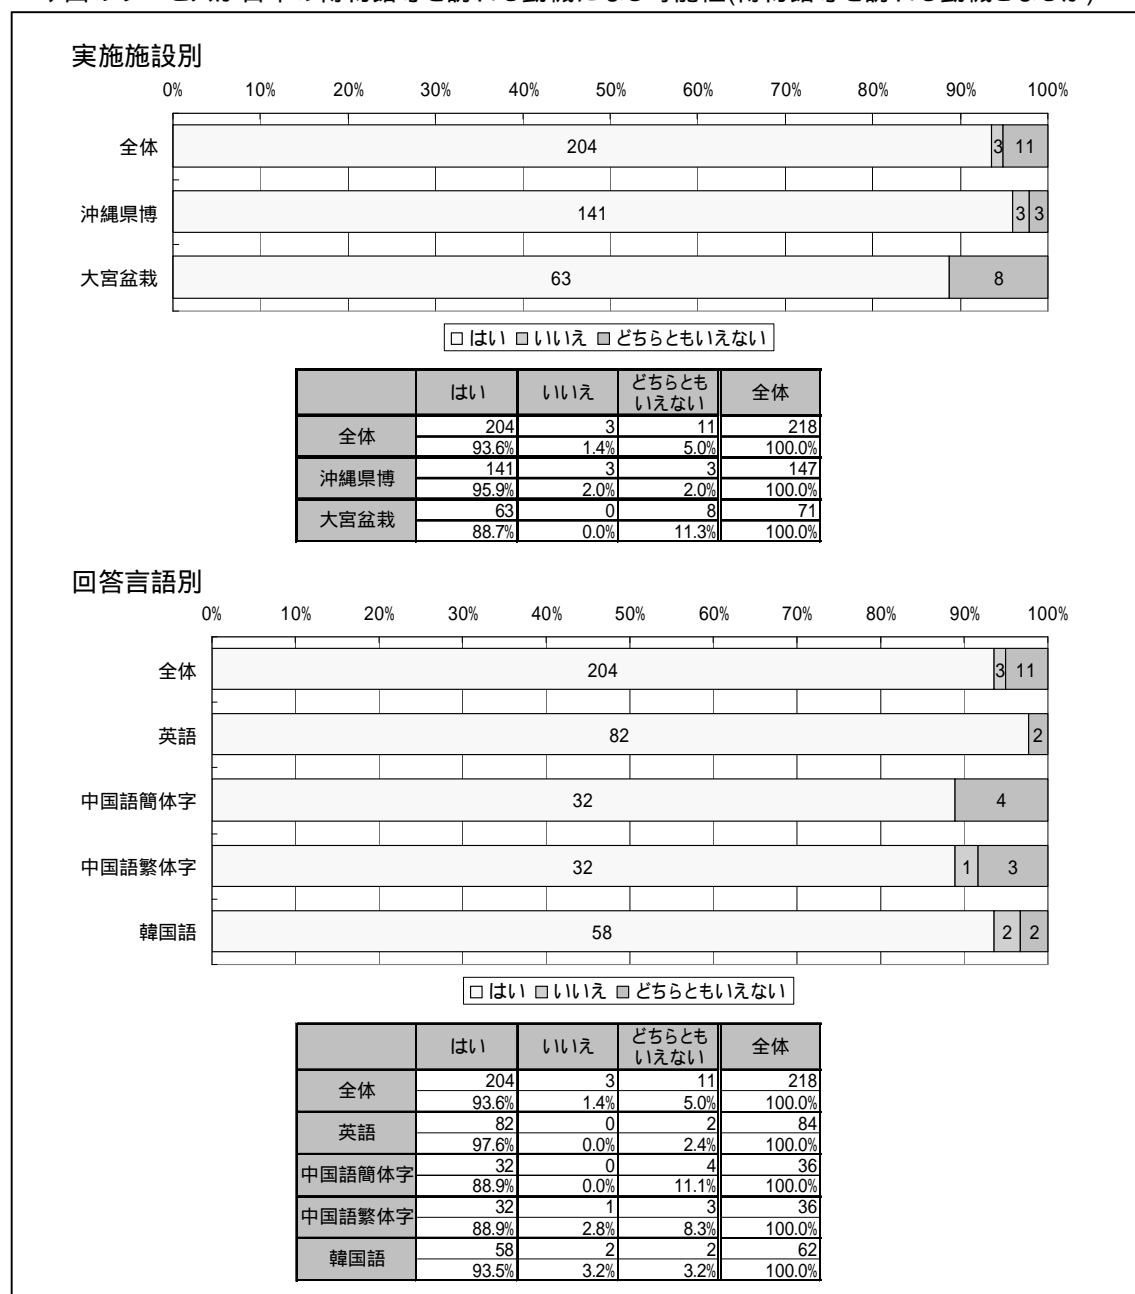 実施施設別
0% 10% 20% 30% 40% 50% 60% 70% 80% 90% 100%
全体 204 3 11
沖縄県博 141 3 3
大宮盆栽 63 8
はい いいえ どちらともいえない
はい いいえ どちらとも 全体
いえない
全体 204 3 11 218
93.6% 1.4% 5.0% 100.0%
沖縄県博 141 3 3 147
95.9% 2.0% 2.0% 100.0%
大宮盆栽 63 0 8 71
88.7% 0.0% 11.3% 100.0%
回答言語別
0% 10% 20% 30% 40% 50% 60% 70% 80% 90% 100%
全体 204 3 11
英語 82 2
中国語簡体字 32 4
中国語繁体字 32 1 3
韓国語 58 2 2
はい いいえ どちらともいえない
はい いいえ どちらとも 全体
いえない
全体 204 3 11 218
93.6% 1.4% 5.0% 100.0%
英語 82 0 2 84
97.6% 0.0% 2.4% 100.0%
中国語簡体字 32 0 4 36
88.9% 0.0% 11.1% 100.0%
中国語繁体字 32 1 3 36
88.9% 2.8% 8.3% 100.0%
韓国語 58 2 2 62
93.5% 3.2% 3.2% 100.0%